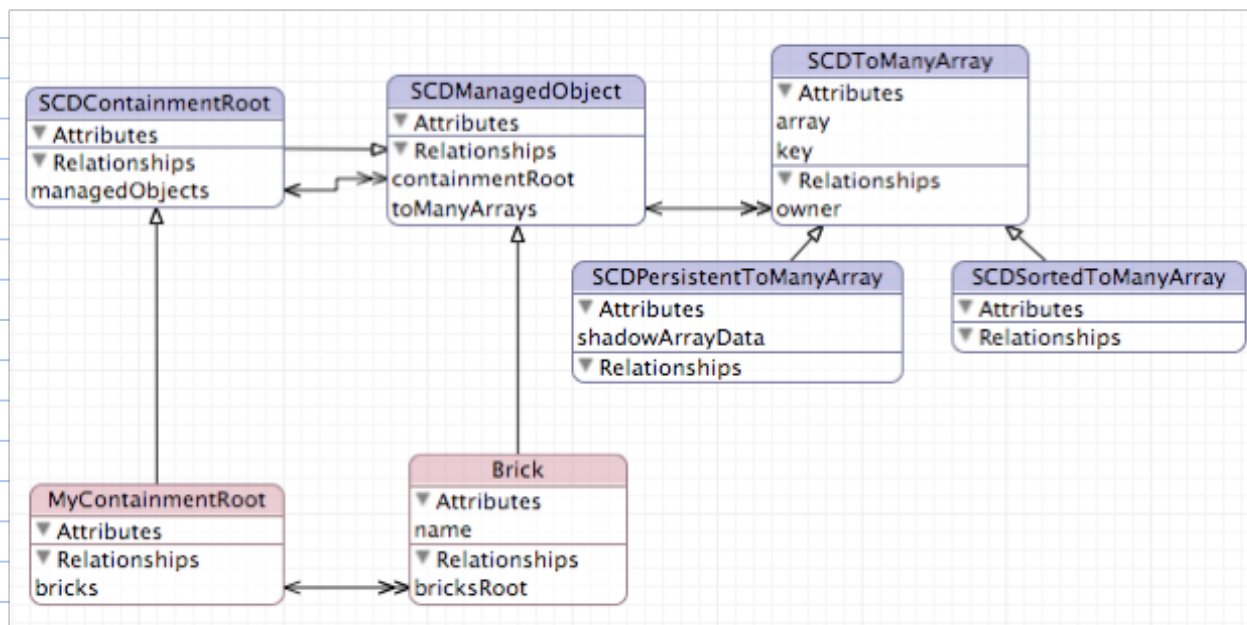 SCDContainmentRoot
Attributes
Relationships
managedObjects
SCDManagedObject
Attributes
Relationships
containmentRoot
toManyArrays
SCDToManyArray
Attributes
array
key
Relationships
owner
SCDPersistentToManyArray
Attributes
shadowArrayData
Relationships
SCDSortedToManyArray
Attributes
Relationships
MyContainmentRoot
Attributes
Relationships
bricks
Brick
Attributes
name
Relationships
bricksRoot